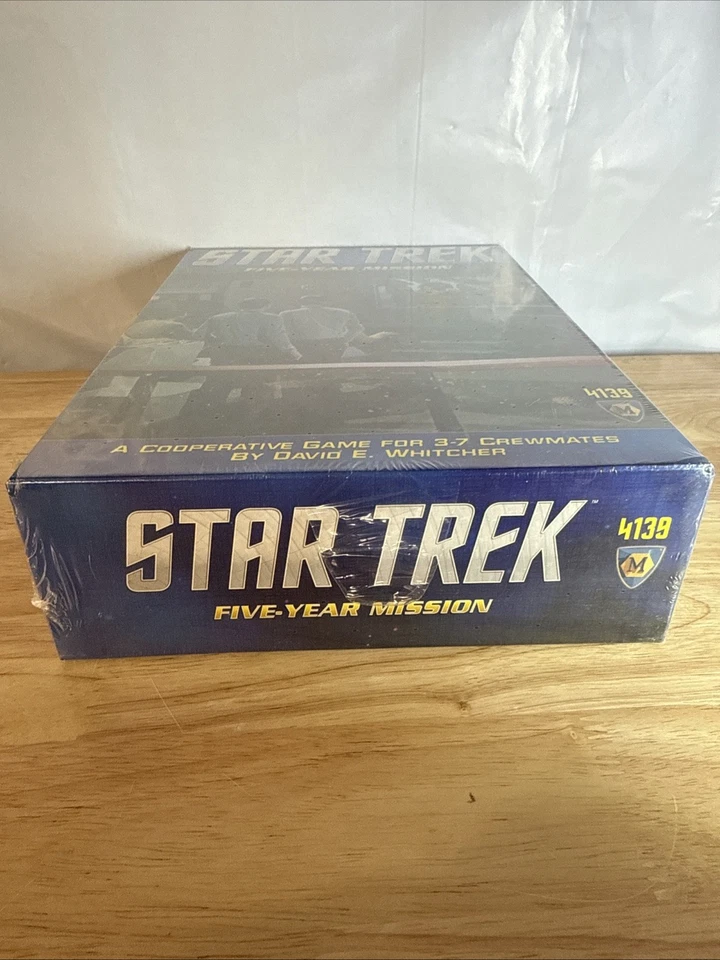 STAR TREK
FIVE-YEAR MISSION
4139
M
A COOPERATIVE GAME FOR 3-7 CREWMATES
BY DAVID E. WHITCHER
STAR TREK™
4139
M
FIVE-YEAR MISSION